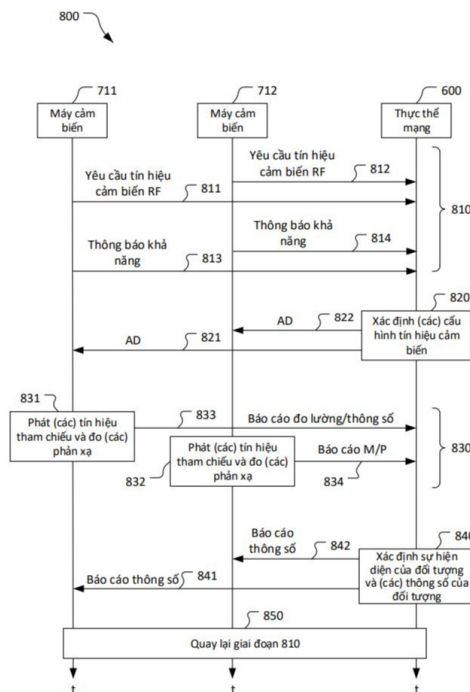 800
711
712
600
Máy cảm
biến
Máy cảm
biến
Thực thể
mạng
Yêu cầu tín hiệu
cảm biến RF
812
Yêu cầu tín hiệu
cảm biến RF
811
810
Thông báo khả
năng
814
Thông báo khả
năng
813
820
Xác định (các) cấu
hình tín hiệu cảm
biến
AD
822
AD
821
831
Phát (các) tín hiệu
tham chiếu và đo (các)
phản xạ
833
Báo cáo đo lường/thông số
830
Phát (các) tín hiệu
tham chiếu và đo (các)
phản xạ
832
Báo cáo M/P
834
840
Xác định sự hiện
diện của đối tượng
và (các) thông số của
đối tượng
Báo cáo
thông số
842
Báo cáo thông số
841
850
Quay lại giai đoạn 810
t
t
t